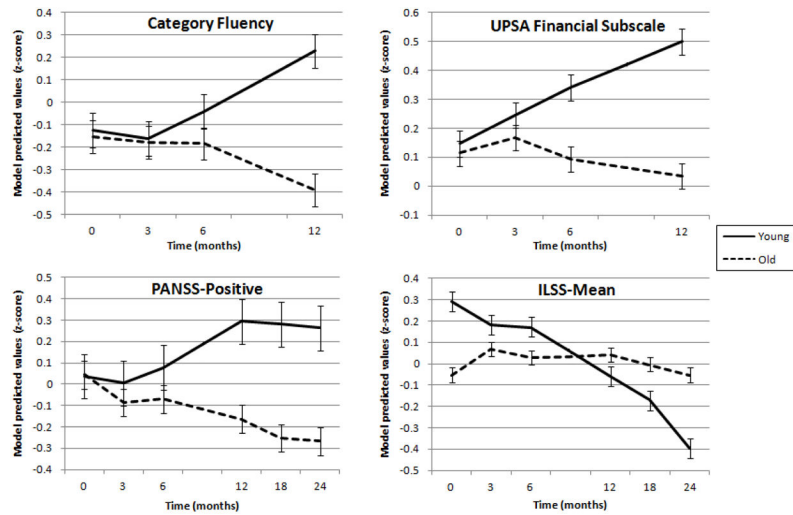 Category Fluency
Model predicted values (z-score)
0.3
0.2
0.1
0
-0.1
-0.2
-0.3
-0.4
-0.5
0 3 6 12
Time (months)
UPSA Financial Subscale
Model predicted values (z-score)
0.6
0.5
0.4
0.3
0.2
0.1
0
-0.1
0 3 6 12
Time (months)
Young
Old
PANSS-Positive
Model predicted values (z-score)
0.5
0.4
0.3
0.2
0.1
0
-0.1
-0.2
-0.3
-0.4
0 3 6 12 18 24
Time (months)
ILSS-Mean
Model predicted values (z-score)
0.4
0.3
0.2
0.1
0
-0.1
-0.2
-0.3
-0.4
-0.5
0 3 6 12 18 24
Time (months)